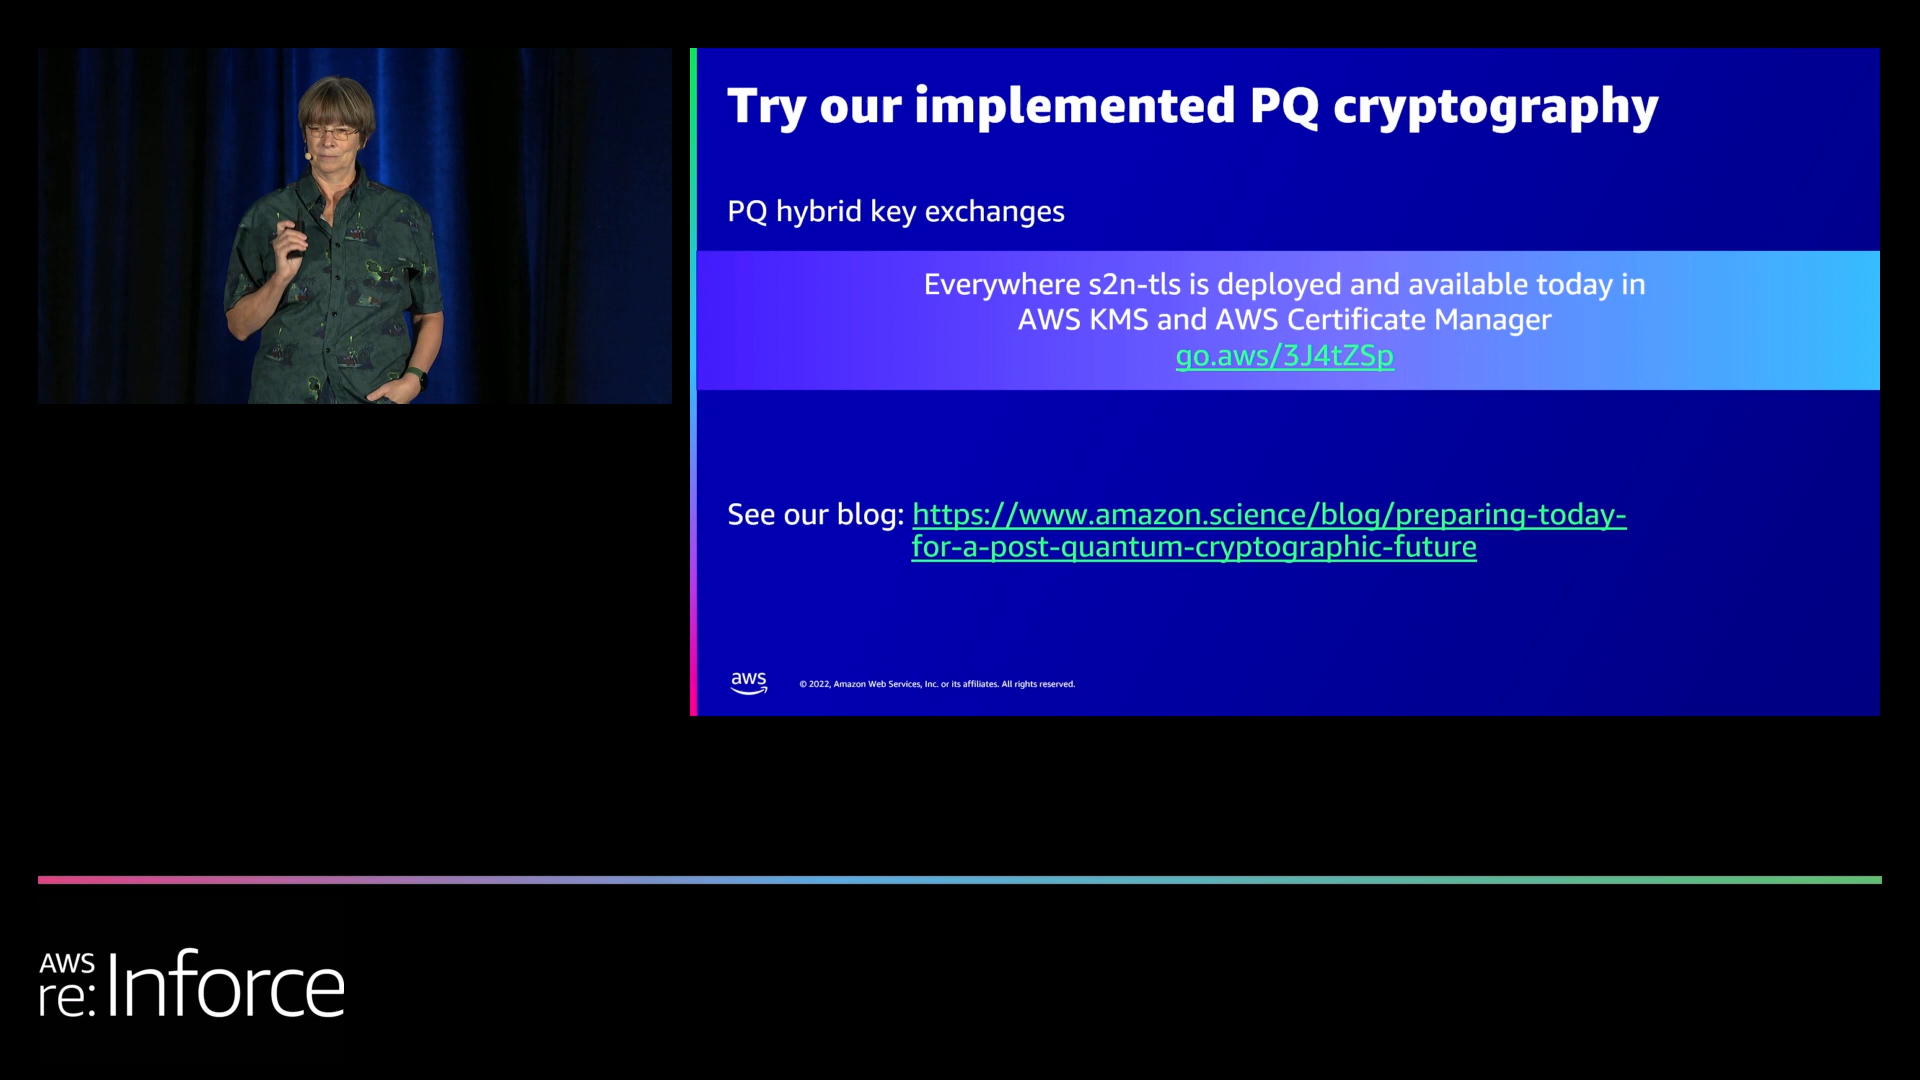 Try our implemented PQ cryptography
PQ hybrid key exchanges
Everywhere s2n-tls is deployed and available today in
AWS KMS and AWS Certificate Manager
go.aws/3J4tZSp
See our blog: https://www.amazon.science/blog/preparing-today-
for-a-post-quantum-cryptographic-future
aws
© 2022, Amazon Web Services, Inc. or its affiliates. All rights reserved.
AWS
re:Inforce